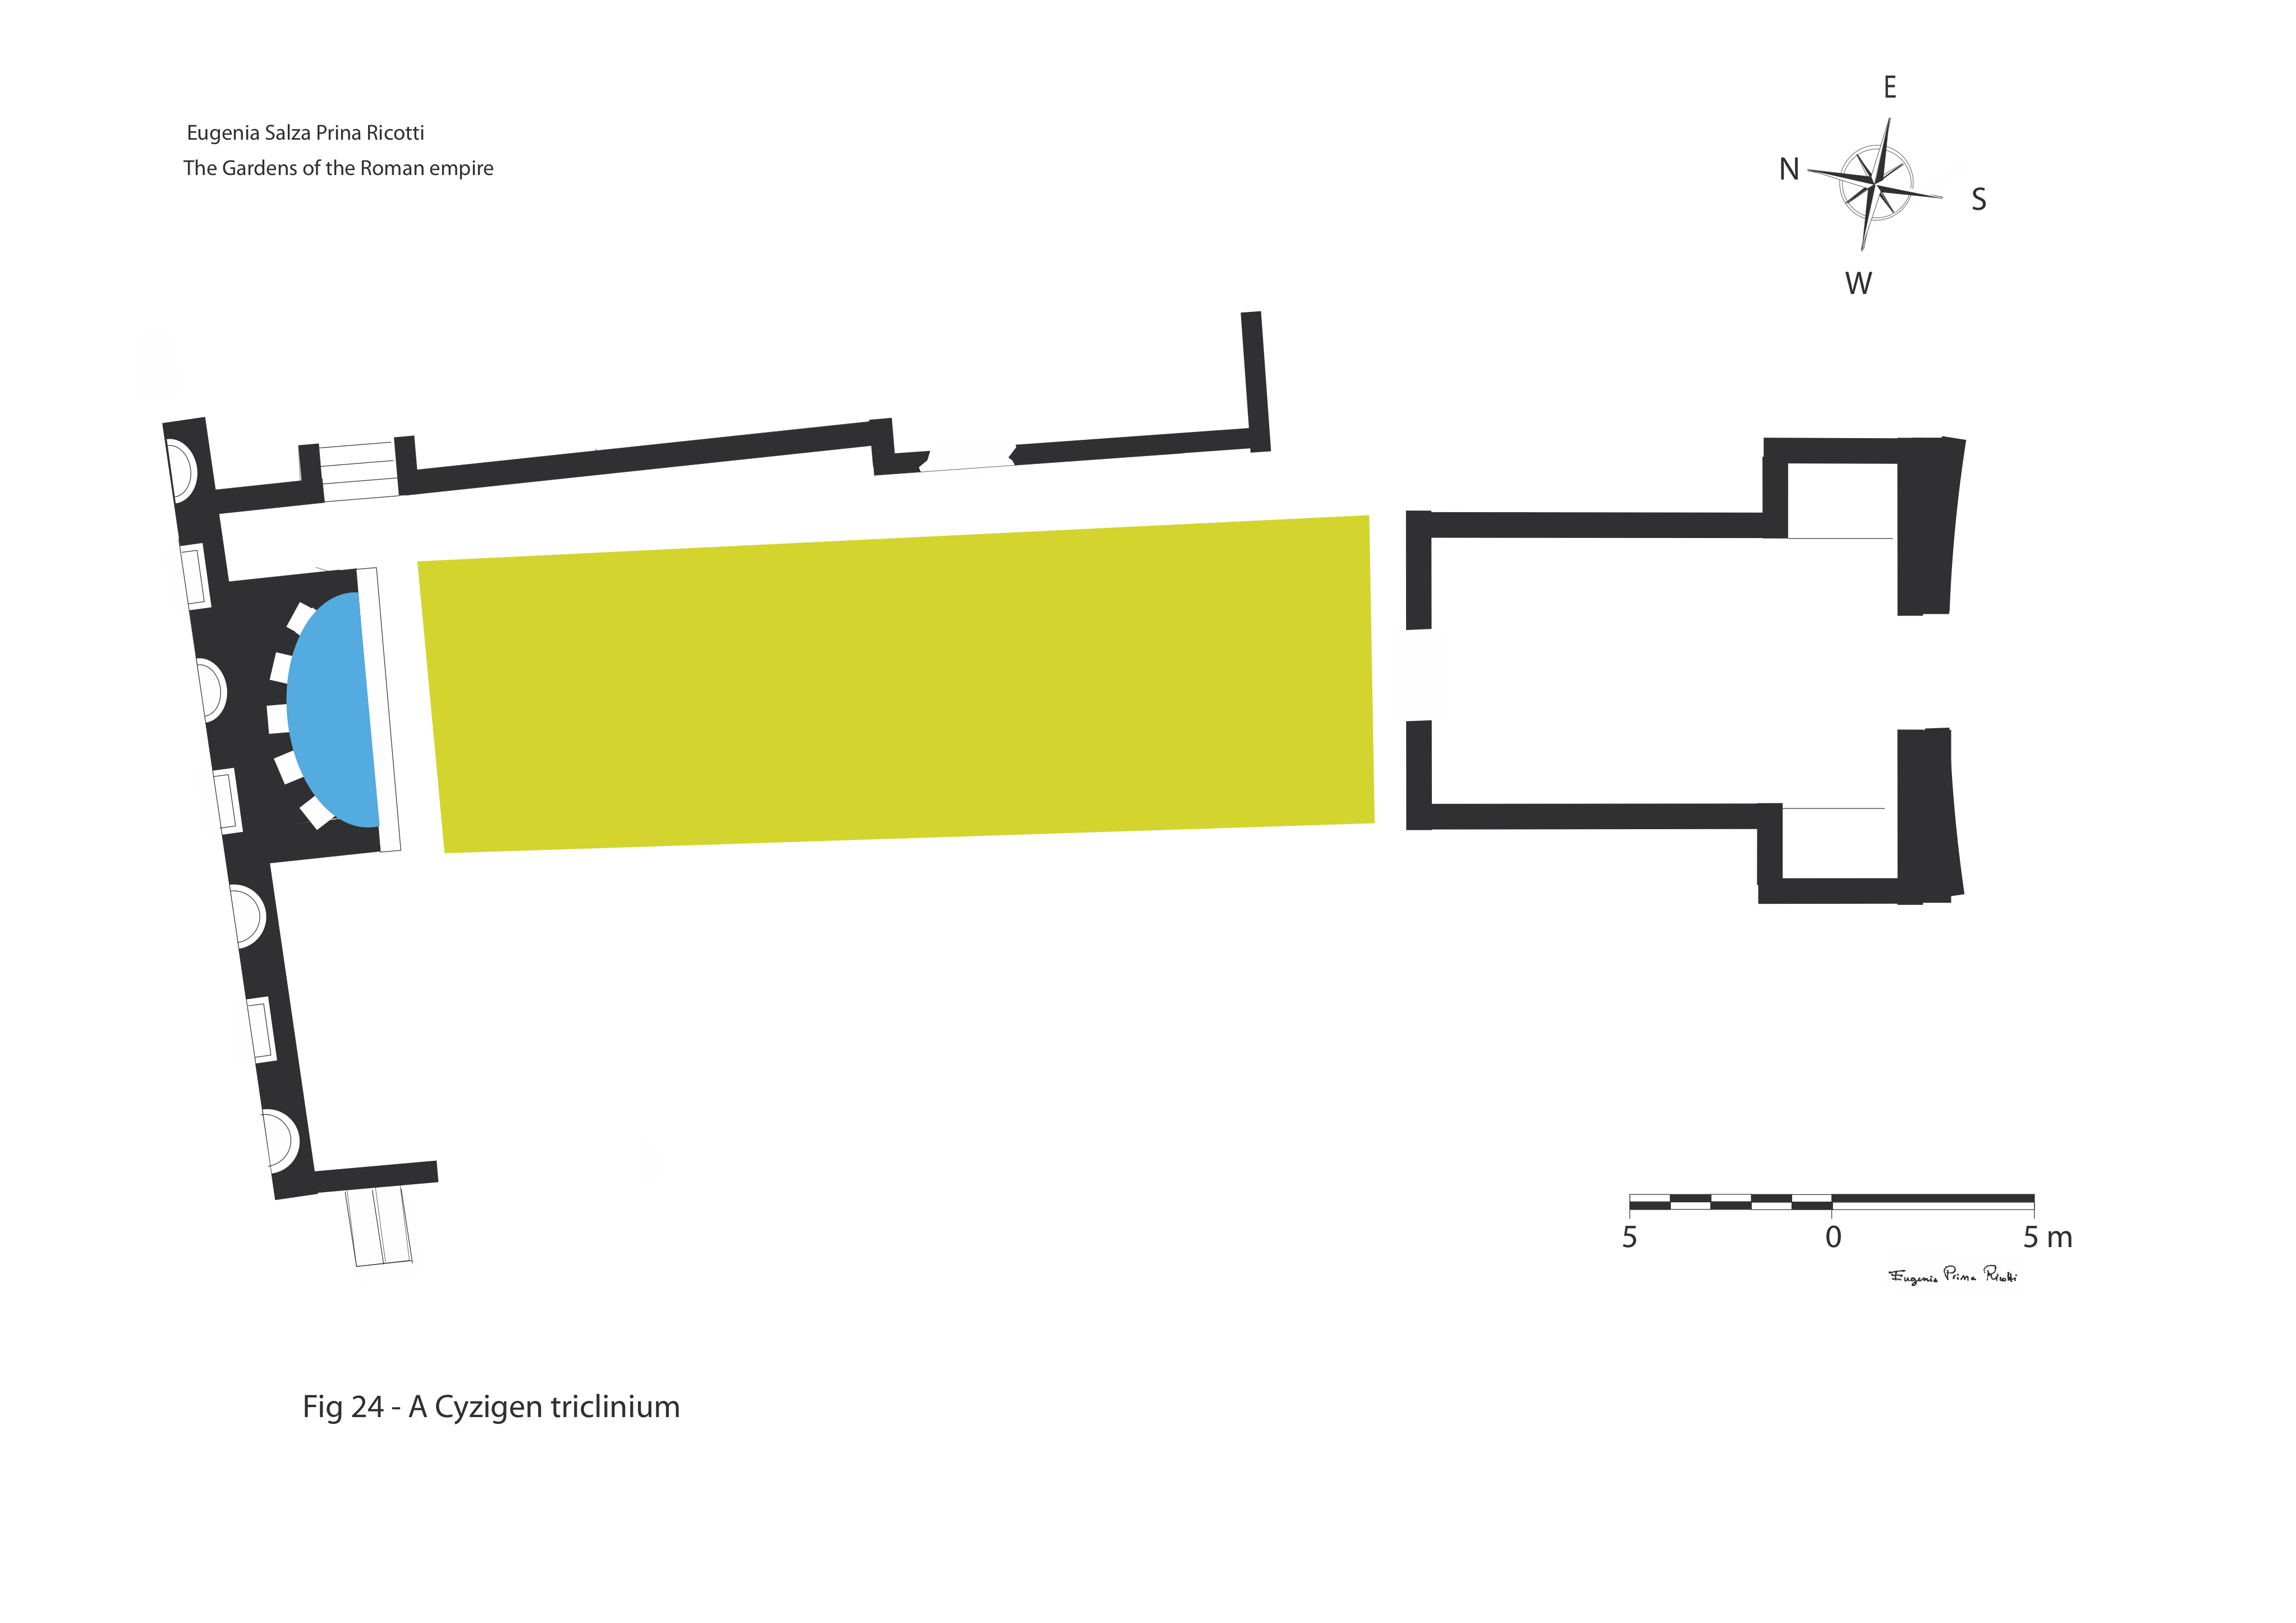 Eugenia Salza Prina Ricotti
The Gardens of the Roman empire
E
N
S
W
5 0 5 m
Eugenia Prina Ricotti
Fig 24 - A Cyzigen triclinium